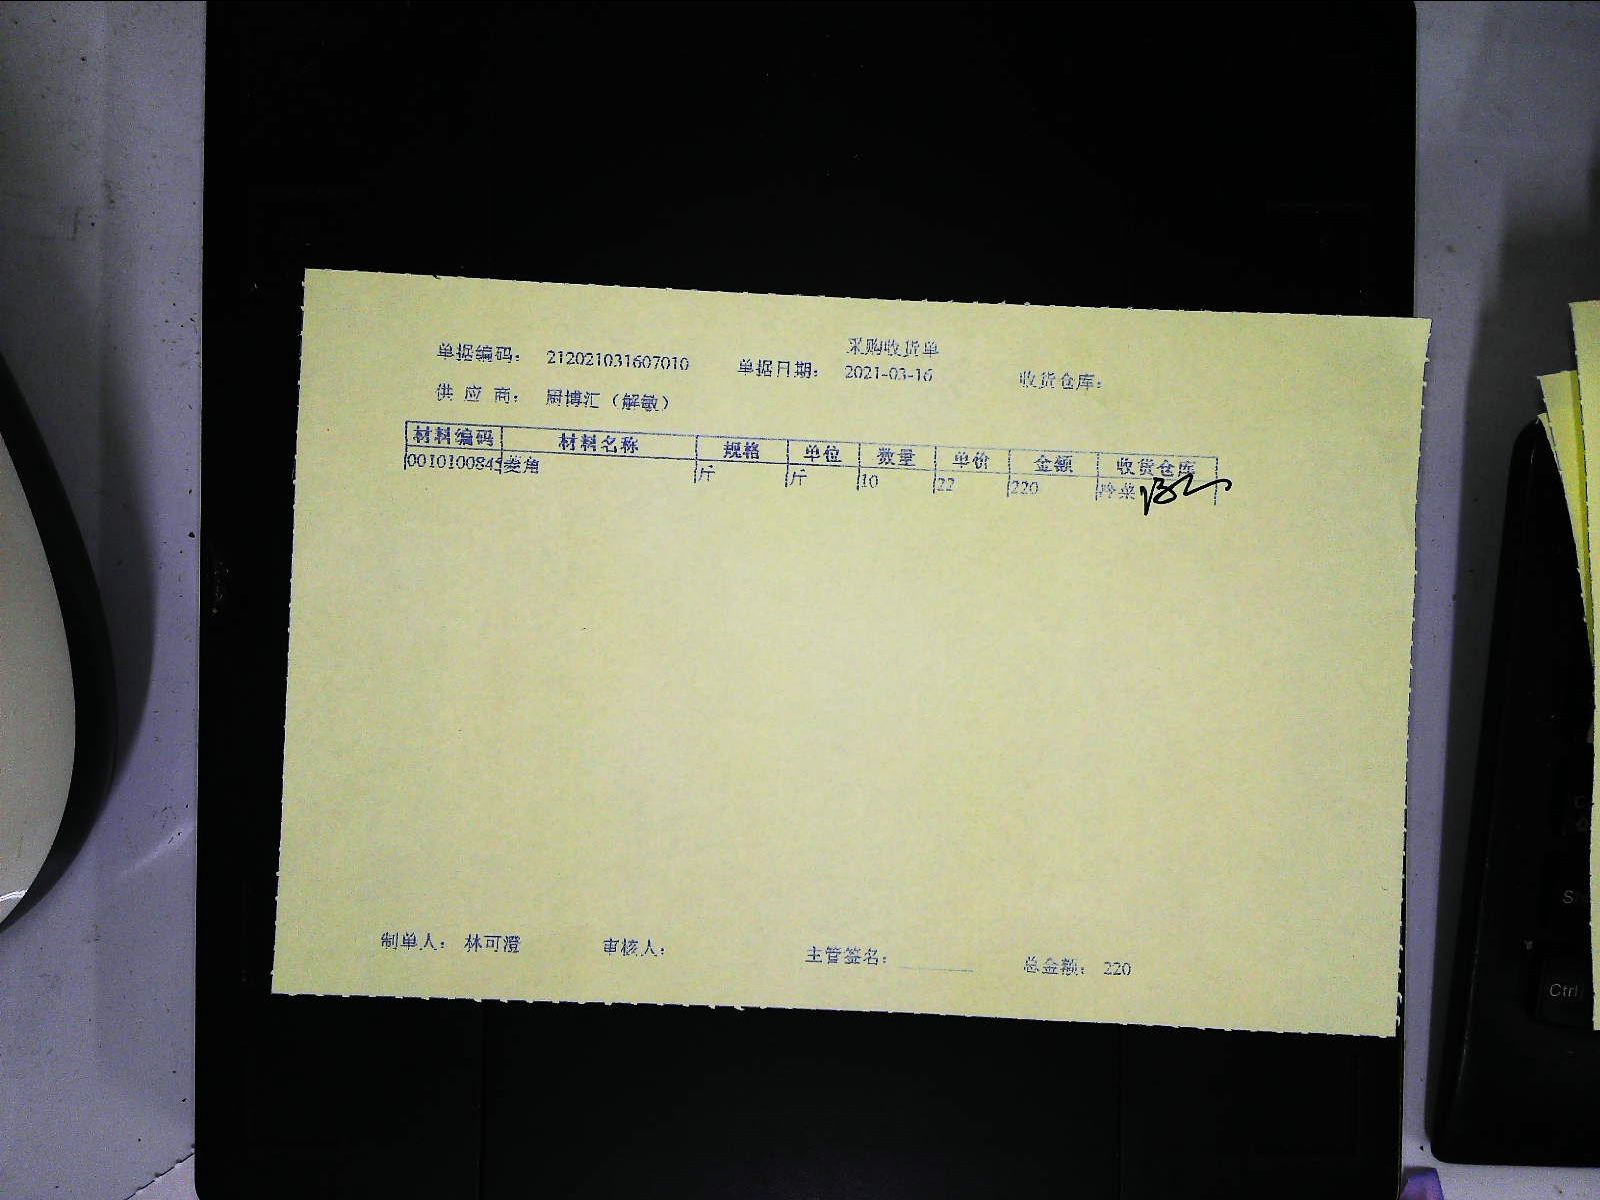 采购收货单
单据编码： 212021031607010 单据日期： 2021-03-16 收货仓库：
供 应 商： 周博汇（解敏）
材料编码 材料名称 规格 单位 数量 单价 金额 收货仓库
0010100845 菱角 斤 斤 10 22 220 冷菜
制单人： 林可澄 审核人： 主管签名： 总金额： 220
Ctrl